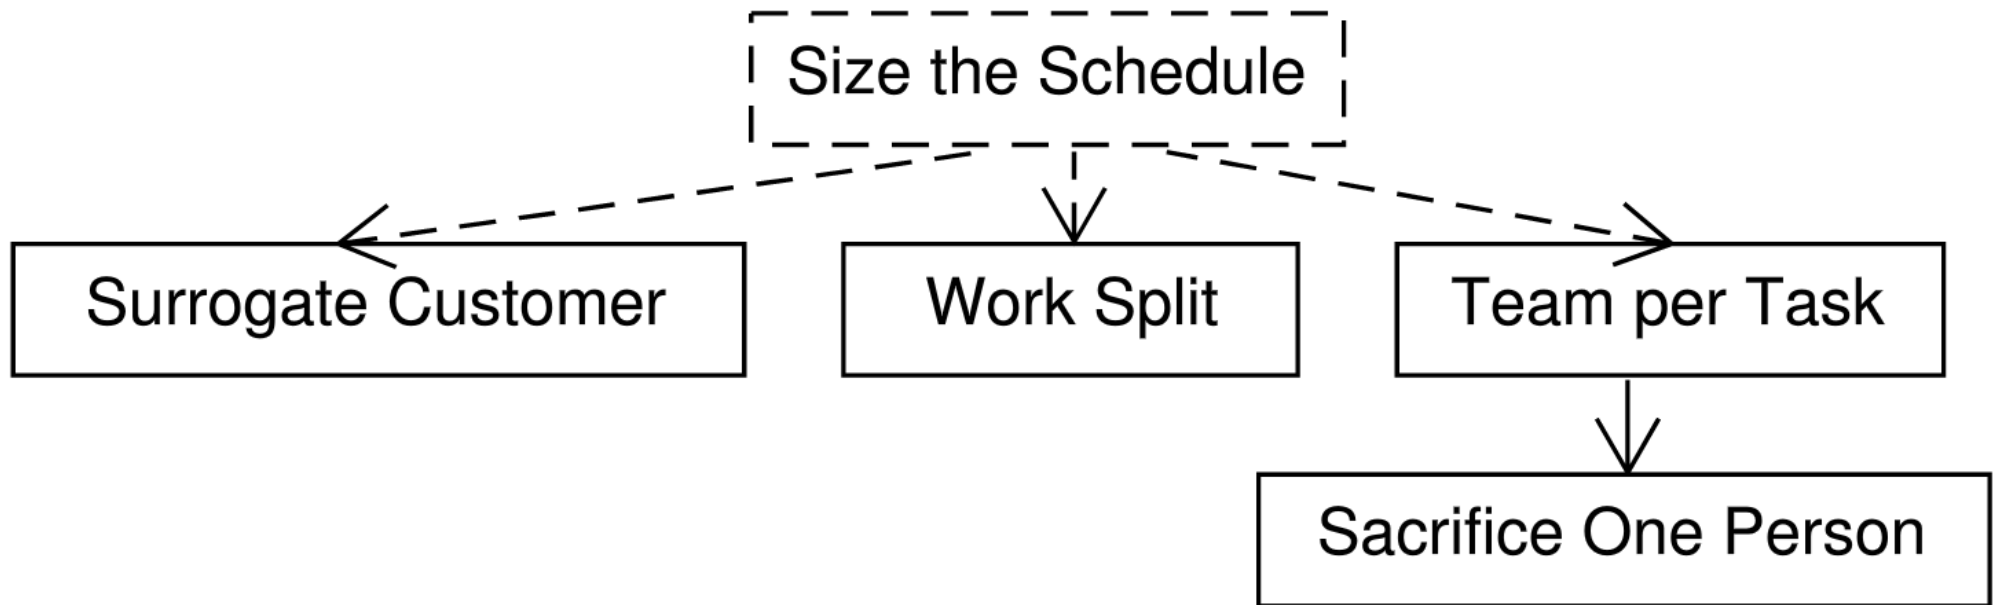 Size the Schedule
Surrogate Customer
Work Split
Team per Task
Sacrifice One Person